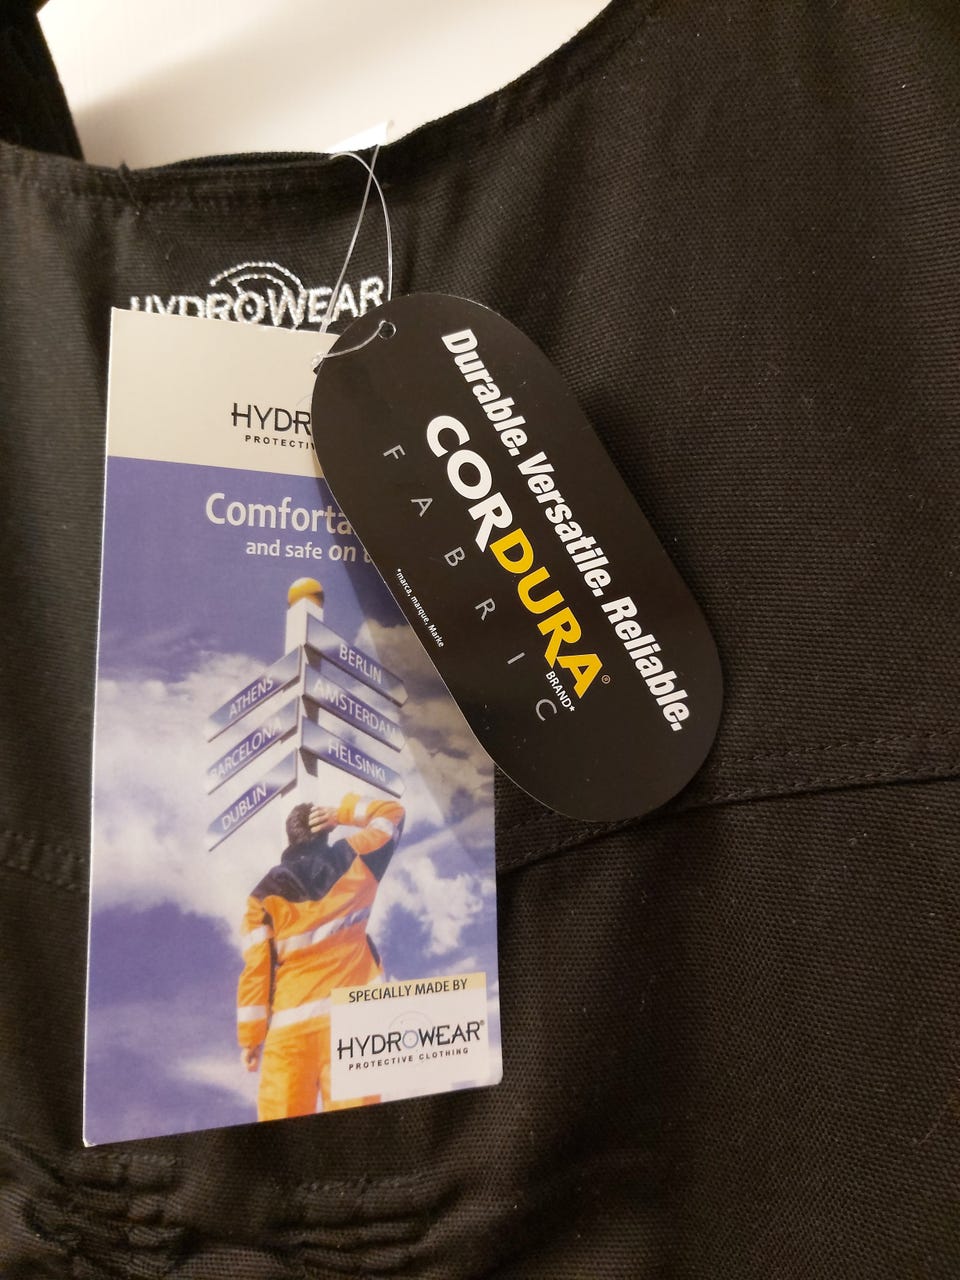 HYDROWEAR
HYDR
PROTECTIV
Comforta
and safe on
BERLIN
ATHENS
AMSTERDAM
BARCELONA
HELSINKI
DUBLIN
SPECIALLY MADE BY
HYDROWEAR®
PROTECTIVE CLOTHING
Durable. Versatile. Reliable.
CORDURA®
BRAND*
FABRIC
*marca, marque, Marke